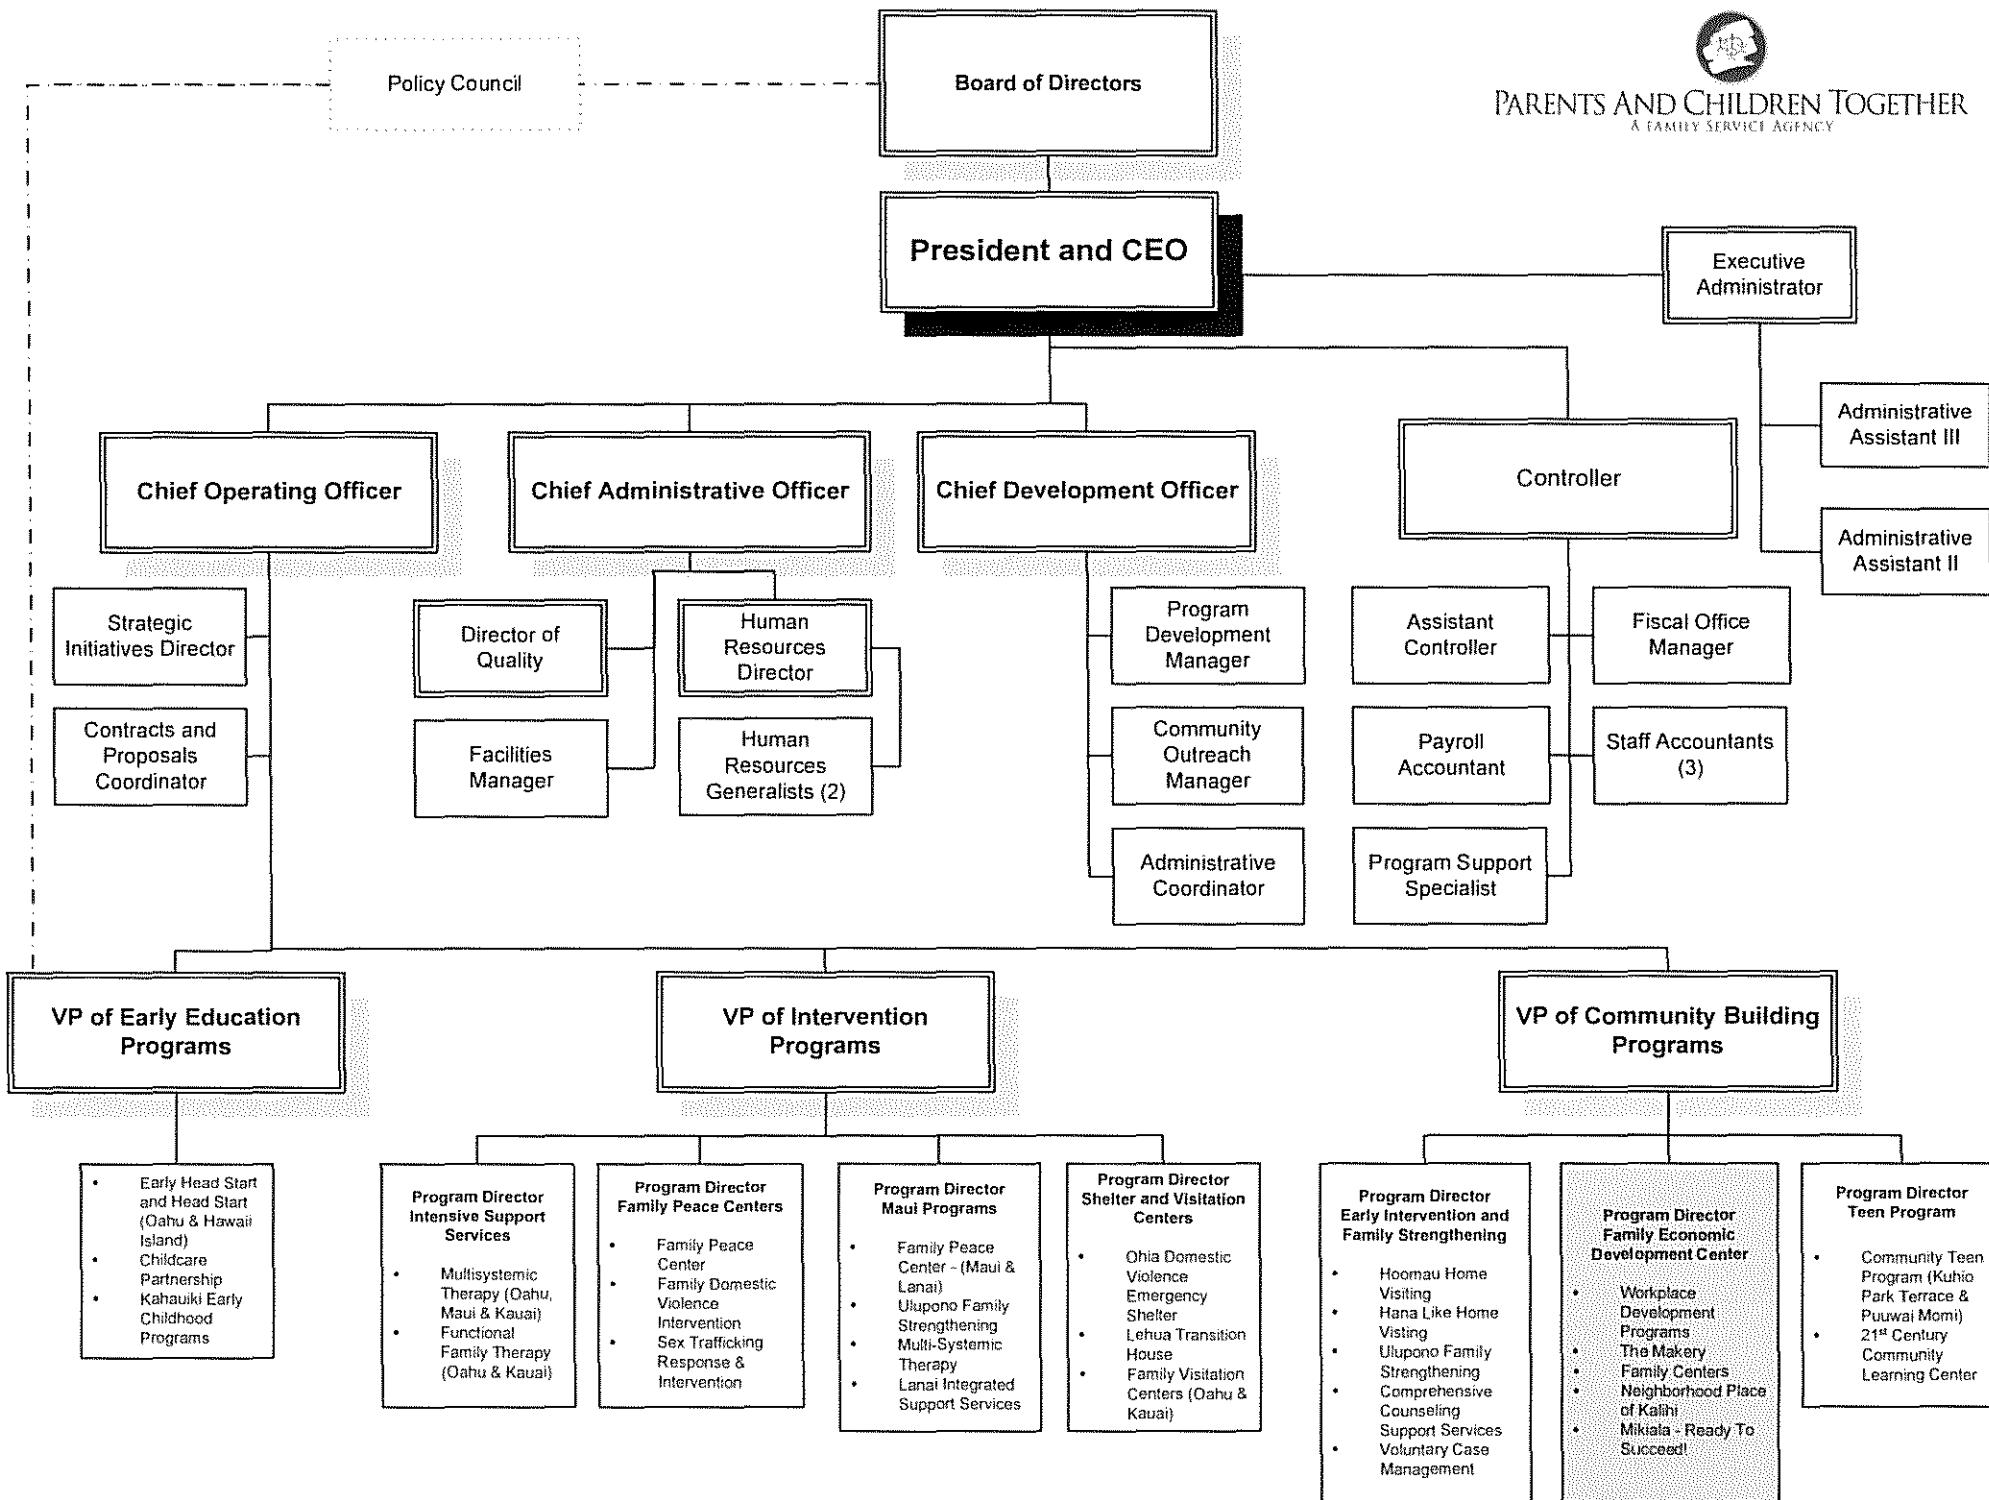 Policy Council
Board of Directors
PARENTS AND CHILDREN TOGETHER
A FAMILY SERVICE AGENCY
President and CEO
Executive
Administrator
Administrative
Assistant III
Administrative
Assistant II
Chief Operating Officer
Chief Administrative Officer
Chief Development Officer
Controller
Strategic
Initiatives Director
Contracts and
Proposals
Coordinator
Director of
Quality
Facilities
Manager
Human
Resources
Director
Human
Resources
Generalists (2)
Program
Development
Manager
Community
Outreach
Manager
Administrative
Coordinator
Assistant
Controller
Payroll
Accountant
Program Support
Specialist
Fiscal Office
Manager
Staff Accountants
(3)
VP of Early Education
Programs
VP of Intervention
Programs
VP of Community Building
Programs
• Early Head Start
and Head Start
(Oahu & Hawaii
Island)
• Childcare
Partnership
• Kahauiki Early
Childhood
Programs
Program Director
Intensive Support
Services
• Multisystemic
Therapy (Oahu,
Maui & Kauai)
• Functional
Family Therapy
(Oahu & Kauai)
Program Director
Family Peace Centers
• Family Peace
Center
• Family Domestic
Violence
Intervention
• Sex Trafficking
Response &
Intervention
Program Director
Maui Programs
• Family Peace
Center - (Maui &
Lanai)
• Ulupono Family
Strengthening
• Multi-Systemic
Therapy
• Lanai Integrated
Support Services
Program Director
Shelter and Visitation
Centers
• Ohia Domestic
Violence
Emergency
Shelter
• Lehua Transition
House
• Family Visitation
Centers (Oahu &
Kauai)
Program Director
Early Intervention and
Family Strengthening
• Hoomau Home
Visiting
• Hana Like Home
Visting
• Ulupono Family
Strengthening
• Comprehensive
Counseling
Support Services
• Voluntary Case
Management
Program Director
Family Economic
Development Center
• Workplace
Development
Programs
• The Makery
• Family Centers
• Neighborhood Place
of Kalihi
• Mikiala - Ready To
Succeed!
Program Director
Teen Program
• Community Teen
Program (Kuhio
Park Terrace &
Puuwai Momi)
• 21st Century
Community
Learning Center